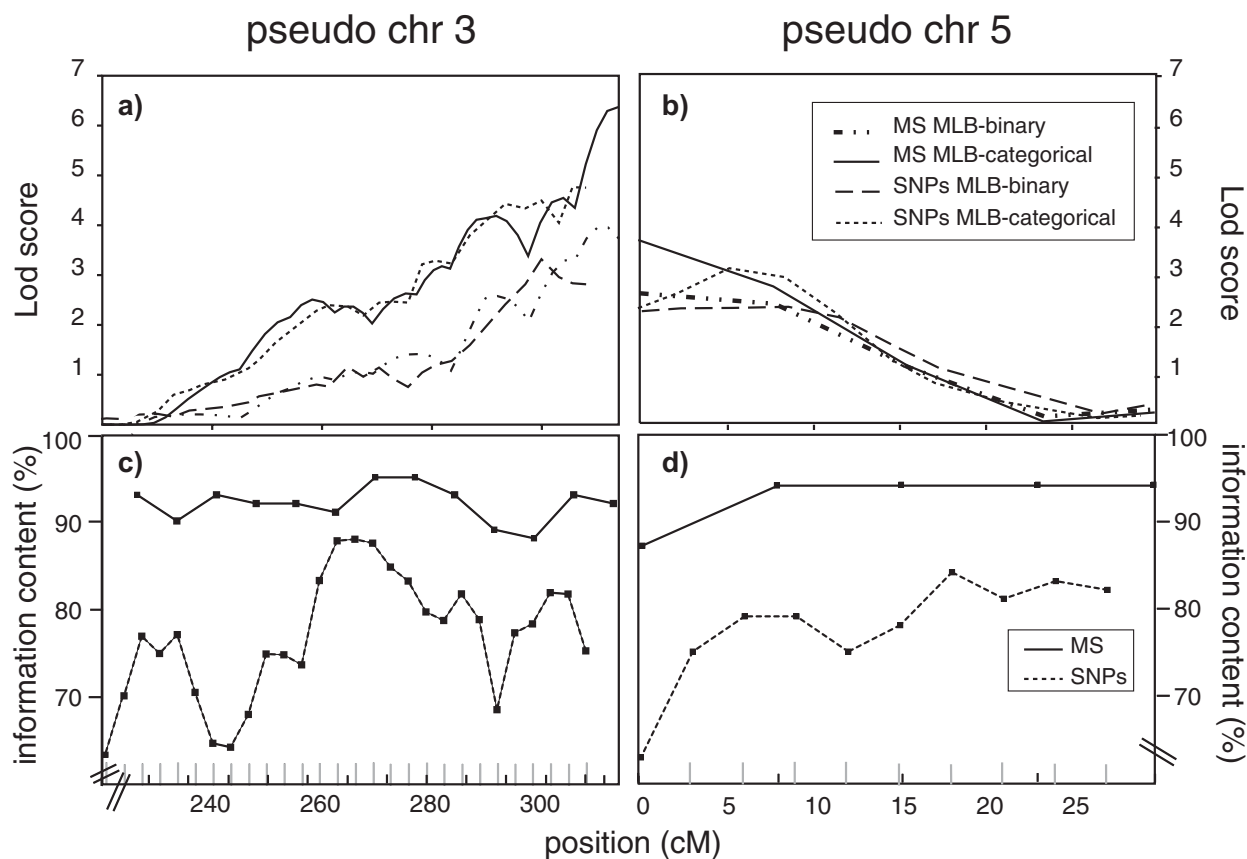 pseudo chr 3
pseudo chr 5
a)
b)
7
6
5
4
3
2
1
Lod score
7
6
5
4
3
2
1
Lod score
MS MLB-binary
MS MLB-categorical
SNPs MLB-binary
SNPs MLB-categorical
c)
d)
100
90
80
70
information content (%)
100
90
80
70
information content (%)
MS
SNPs
240
260
280
300
0
5
10
15
20
25
position (cM)